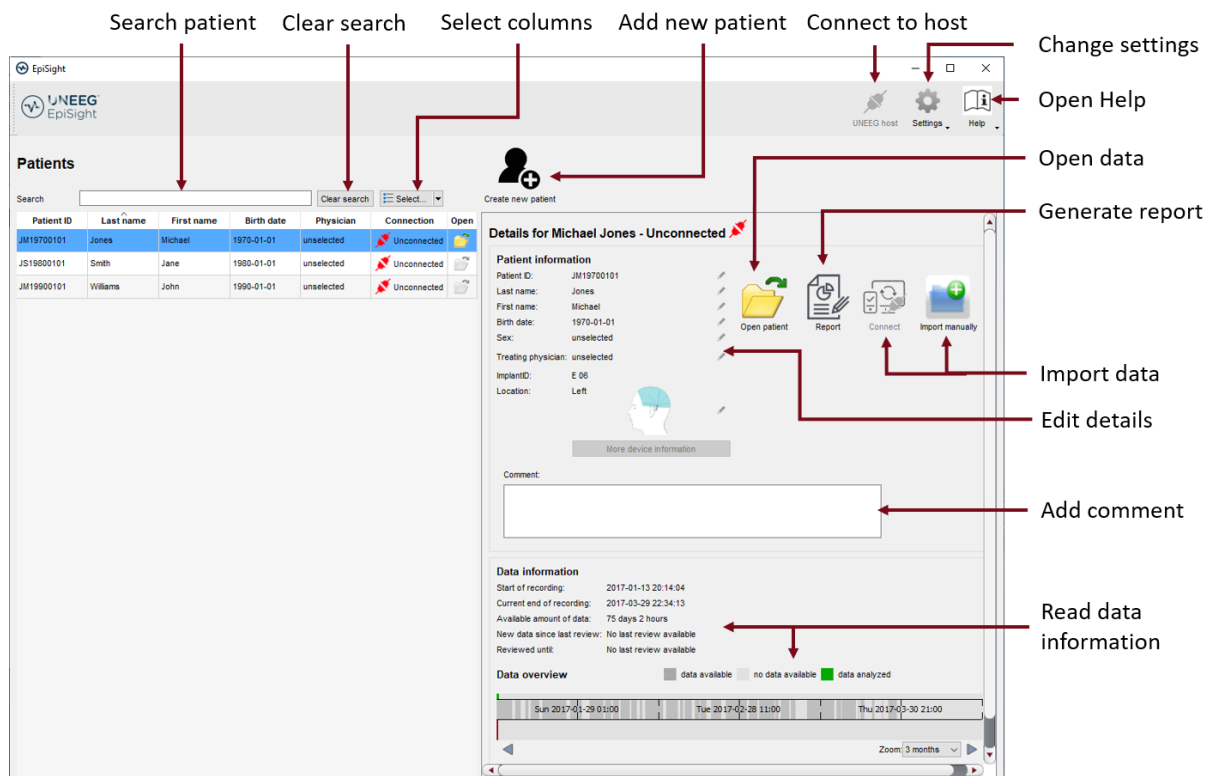 Search patient
Clear search
Select columns
Add new patient
Connect to host
Change settings
EpiSight
UNEEG
EpiSight
UNEEG host
Settings
Help
Open Help
Patients
Open data
Search
Clear search
Select...
Create new patient
Generate report
Patient ID Last name First name Birth date Physician Connection Open
JM19700101 Jones Michael 1970-01-01 unselected Unconnected
JS19800101 Smith Jane 1980-01-01 unselected Unconnected
JM19900101 Williams John 1990-01-01 unselected Unconnected
Details for Michael Jones - Unconnected
Patient information
Patient ID: JM19700101
Last name: Jones
First name: Michael
Birth date: 1970-01-01
Sex: unselected
Treating physician: unselected
ImplantID: E 06
Location: Left
More device information
Open patient
Report
Connect
Import manually
Import data
Edit details
Comment:
Add comment
Data information
Start of recording: 2017-01-13 20:14:04
Current end of recording: 2017-03-29 22:34:13
Available amount of data: 75 days 2 hours
New data since last review: No last review available
Reviewed until: No last review available
Read data
information
Data overview
data available
no data available
data analyzed
Sun 2017-01-29 01:00
Tue 2017-02-28 11:00
Thu 2017-03-30 21:00
Zoom: 3 months